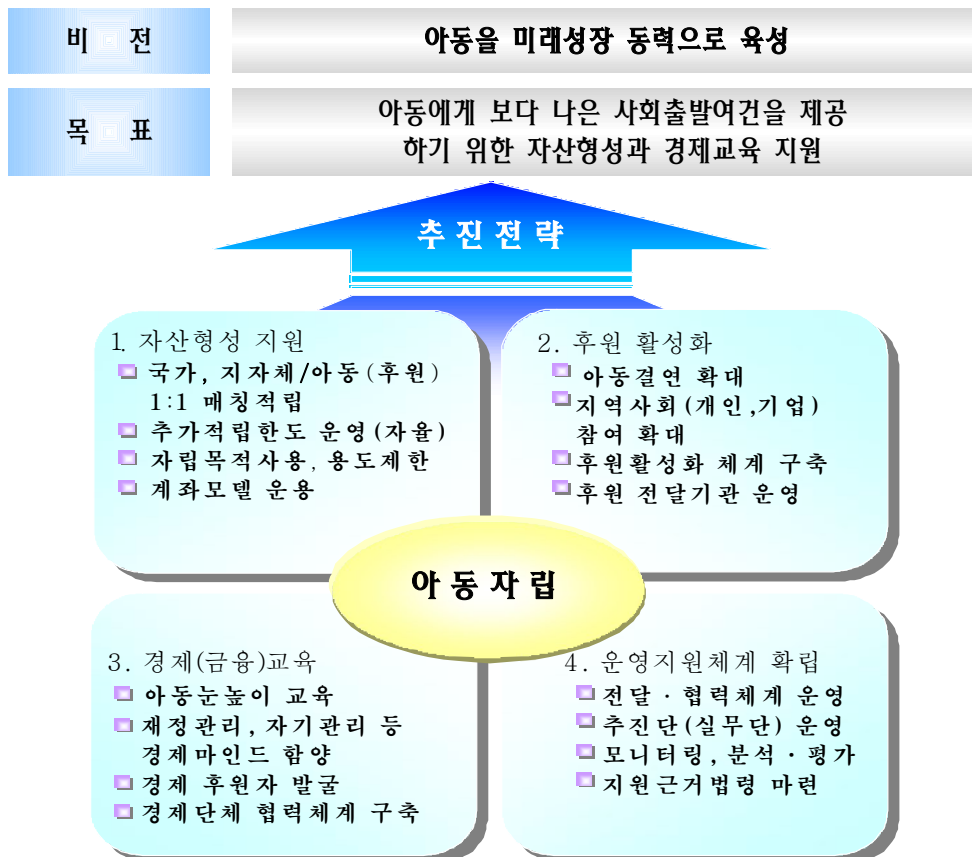 비 전
아동을 미래성장 동력으로 육성
목 표
아동에게 보다 나은 사회출발여건을 제공
하기 위한 자산형성과 경제교육 지원
추진전략
1. 자산형성 지원
국가, 지자체/아동(후원)
1:1 매칭적립
추가적립한도 운영(자율)
자립목적사용, 용도제한
계좌모델 운용
2. 후원 활성화
아동결연 확대
지역사회(개인,기업)
참여 확대
후원활성화 체계 구축
후원 전달기관 운영
아동자립
3. 경제(금융)교육
아동눈높이 교육
재정관리, 자기관리 등
경제마인드 함양
경제 후원자 발굴
경제단체 협력체계 구축
4. 운영지원체계 확립
전달·협력체계 운영
추진단(실무단) 운영
모니터링, 분석·평가
지원근거법령 마련